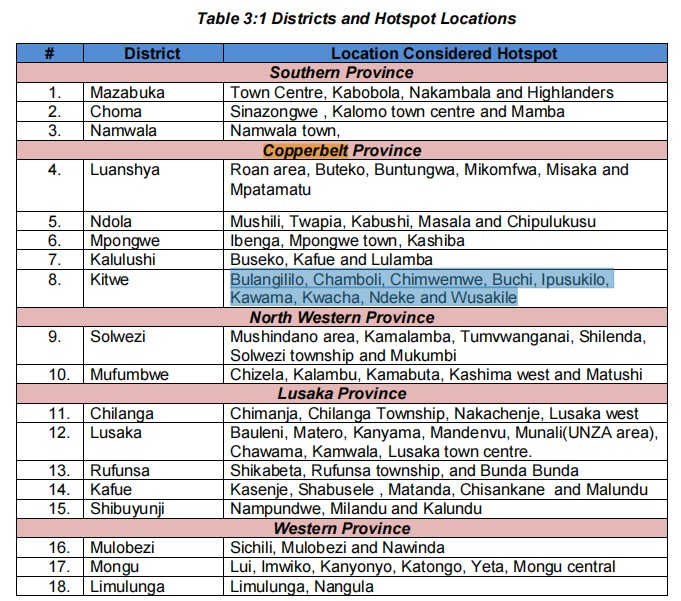 Table 3:1 Districts and Hotspot Locations
# District Location Considered Hotspot
Southern Province
1. Mazabuka Town Centre, Kabobola, Nakambala and Highlanders
2. Choma Sinazongwe , Kalomo town centre and Mamba
3. Namwala Namwala town,
Copperbelt Province
4. Luanshya Roan area, Buteko, Buntungwa, Mikomfwa, Misaka and
Mpatamatu
5. Ndola Mushili, Twapia, Kabushi, Masala and Chipulukusu
6. Mpongwe Ibenga, Mpongwe town, Kashiba
7. Kalulushi Buseko, Kafue and Lulamba
8. Kitwe Bulangililo, Chamboli, Chimwemwe, Buchi, Ipusukilo,
Kawama, Kwacha, Ndeke and Wusakile
North Western Province
9. Solwezi Mushindano area, Kamalamba, Tumvwanganai, Shilenda,
Solwezi township and Mukumbi
10. Mufumbwe Chizela, Kalambu, Kamabuta, Kashima west and Matushi
Lusaka Province
11. Chilanga Chimanja, Chilanga Township, Nakachenje, Lusaka west
12. Lusaka Bauleni, Matero, Kanyama, Mandenvu, Munali(UNZA area),
Chawama, Kamwala, Lusaka town centre.
13. Rufunsa Shikabeta, Rufunsa township, and Bunda Bunda
14. Kafue Kasenje, Shabusele , Matanda, Chisankane and Malundu
15. Shibuyunji Nampundwe, Milandu and Kalundu
Western Province
16. Mulobezi Sichili, Mulobezi and Nawinda
17. Mongu Lui, Imwiko, Kanyonyo, Katongo, Yeta, Mongu central
18. Limulunga Limulunga, Nangula